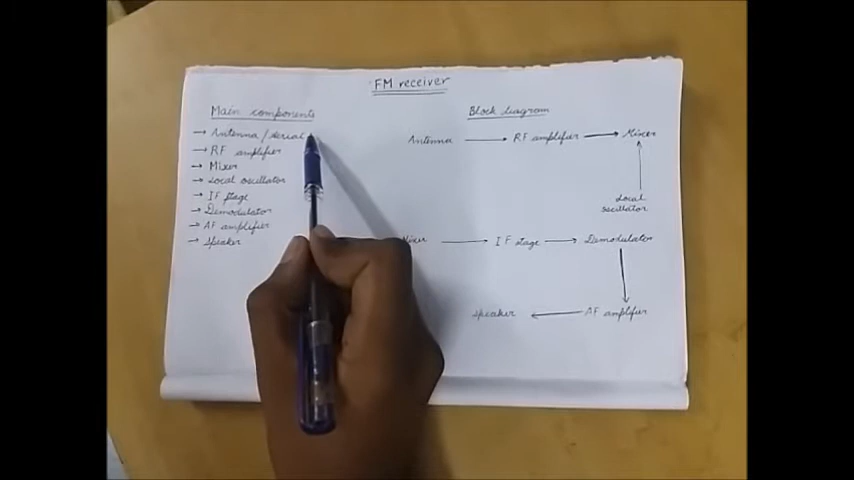 FM receiver
Main components
→ Antenna / aerial
→ RF amplifier
→ Mixer
→ Local oscillator
→ IF stage
→ Demodulator
→ AF amplifier
→ Speaker
Block diagram
Antenna → RF amplifier → Mixer
Local
oscillator
Mixer → IF stage → Demodulator
Speaker ← AF amplifier